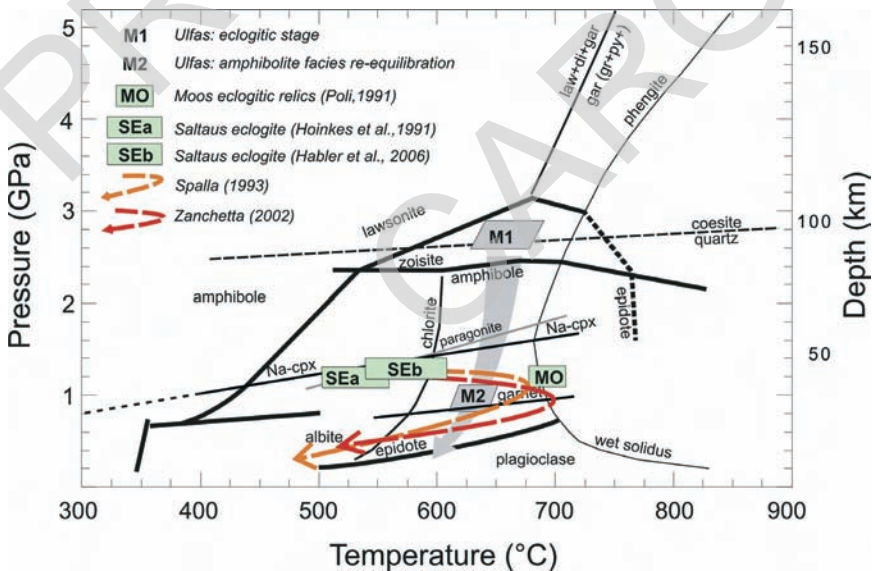 M1 Ulfas: eclogitic stage
M2 Ulfas: amphibolite facies re-equilibration
MO Moos eclogitic relics (Poli,1991)
SEa Saltaus eclogite (Hoinkes et al.,1991)
SEb Saltaus eclogite (Habler et al., 2006)
Spalla (1993)
Zanchetta (2002)
law+di+gar
gar (gr+py+)
phengite
lawsonite
M1
coesite
quartz
zoisite
amphibole
amphibole
chlorite
epidote
paragonite
Na-cpx
Na-cpx
SEa
SEb
MO
M2
garnet
albite
epidote
wet solidus
plagioclase
5
4
3
2
1
Pressure (GPa)
150
100
50
Depth (km)
300 400 500 600 700 800 900
Temperature (°C)